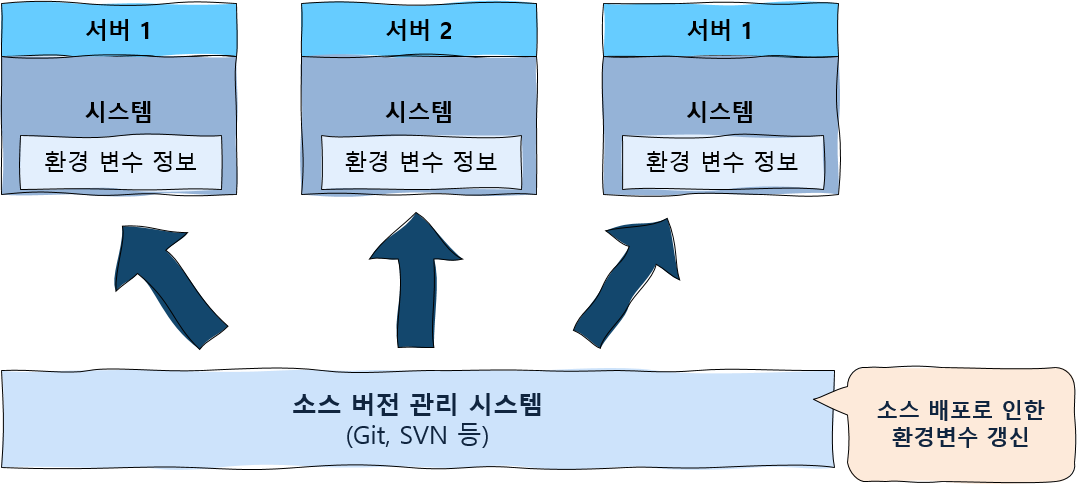 서버 1
시스템
환경 변수 정보
서버 2
시스템
환경 변수 정보
서버 1
시스템
환경 변수 정보
소스 버전 관리 시스템
(Git, SVN 등)
소스 배포로 인한
환경변수 갱신